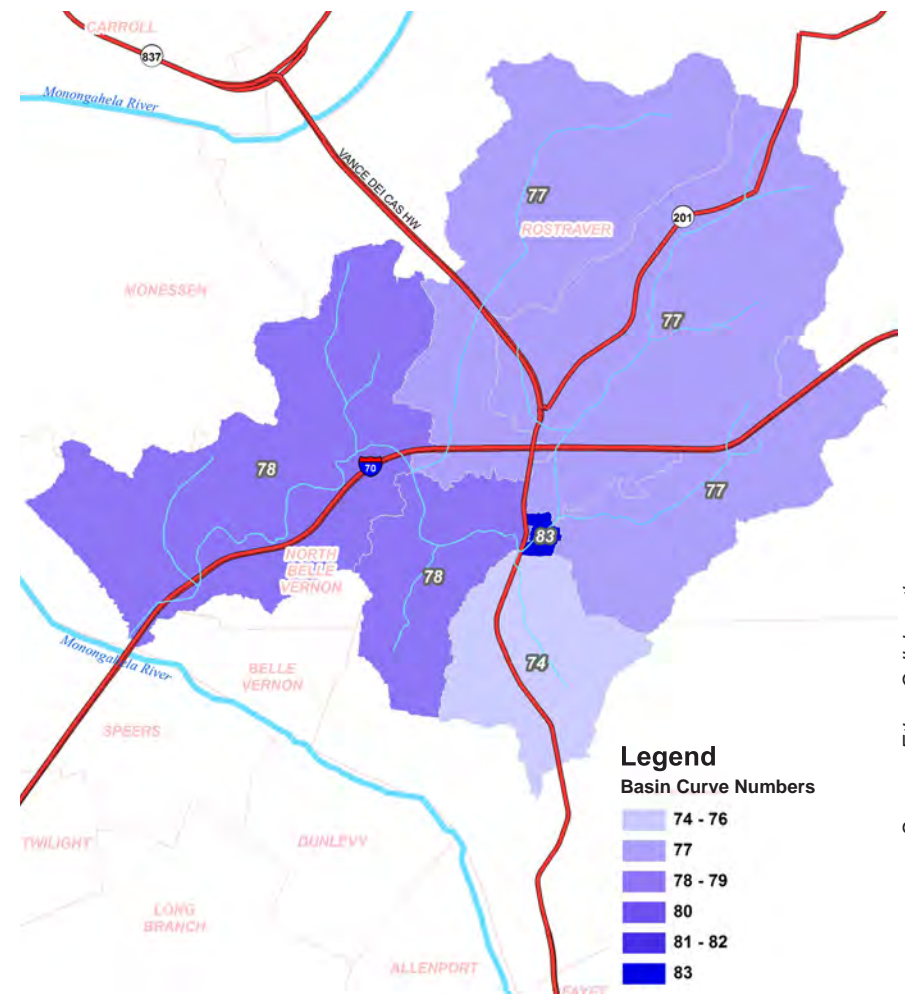 CARROLL
837
Monongahela River
VANCE DEI CAS HW
77
201
ROSTRAVER
MONESSEN
77
78
70
77
83
NORTH
BELLE
VERNON
78
Monongahela River
BELLE
VERNON
74
SPEERS
Legend
Basin Curve Numbers
74 - 76
77
78 - 79
80
81 - 82
83
TWILIGHT
DUNLEVY
LONG
BRANCH
ALLENPORT